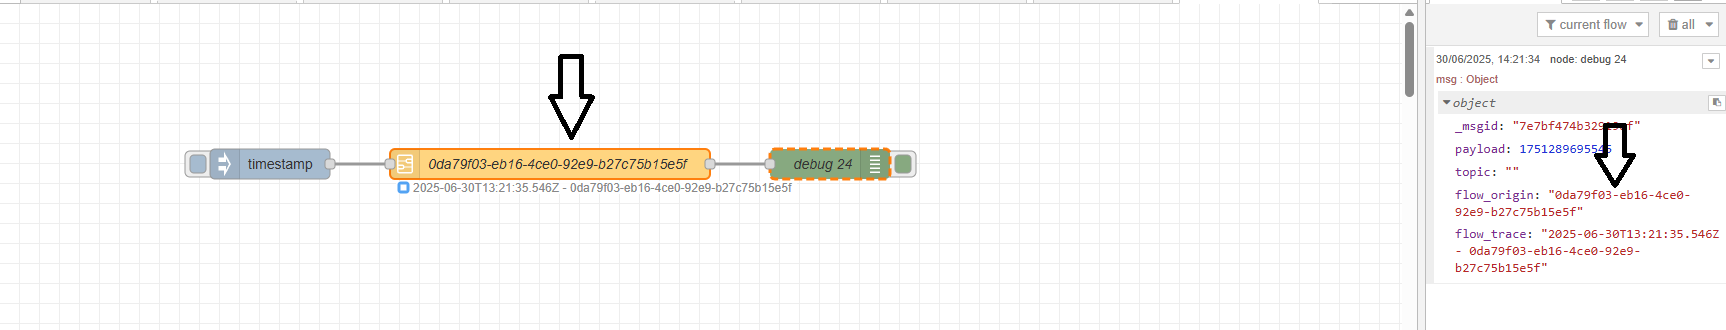 timestamp
0da79f03-eb16-4ce0-92e9-b27c75b15e5f
debug 24
2025-06-30T13:21:35.546Z - 0da79f03-eb16-4ce0-92e9-b27c75b15e5f
current flow
all
30/06/2025, 14:21:34 node: debug 24
msg : Object
object
_msgid:
payload: 1751289695546
topic: ""
flow_origin: "0da79f03-eb16-4ce0-
92e9-b27c75b15e5f"
flow_trace: "2025-06-30T13:21:35.546Z
- 0da79f03-eb16-4ce0-92e9-
b27c75b15e5f"